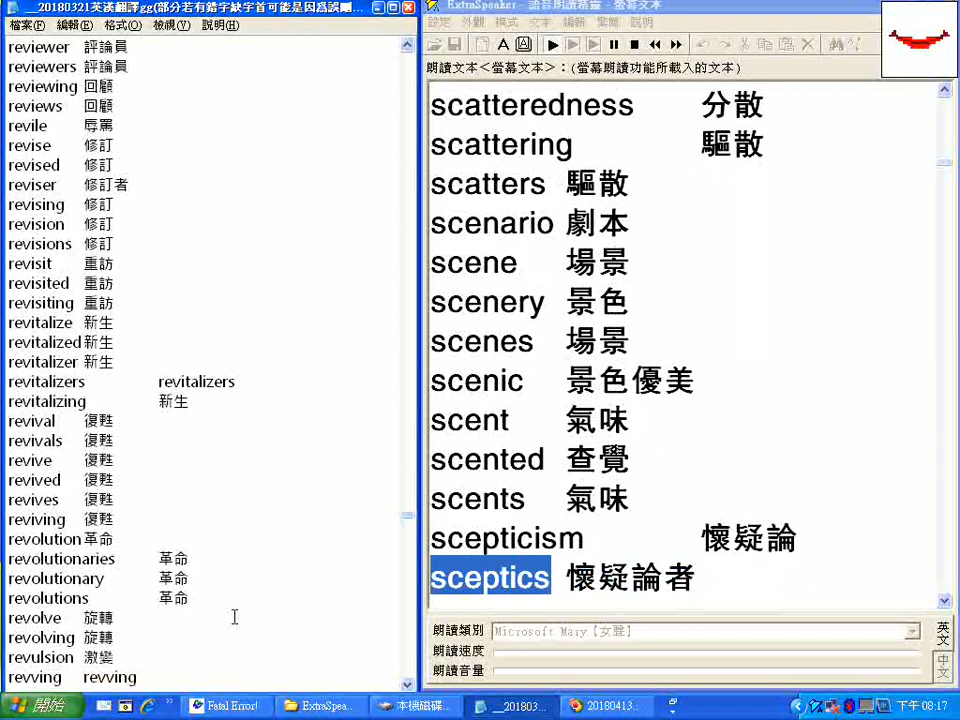 __20180321英漢翻譯gg(部分若有錯字缺字首可能是因爲誤刪
檔案(F) 編輯(E) 格式(O) 檢視(V) 說明(H)
reviewer 評論員
reviewers 評論員
reviewing 回顧
reviews 回顧
revile 辱罵
revise 修訂
revised 修訂
reviser 修訂者
revising 修訂
revision 修訂
revisions 修訂
revisit 重訪
revisited 重訪
revisiting 重訪
revitalize 新生
revitalized 新生
revitalizer 新生
revitalizers revitalizers
revitalizing 新生
revival 復甦
revivals 復甦
revive 復甦
revived 復甦
revives 復甦
reviving 復甦
revolution 革命
revolutionaries 革命
revolutionary 革命
revolutions 革命
revolve 旋轉
revolving 旋轉
revulsion 激變
revving revving
ExtraSpeaker - 語音朗讀精靈 - 螢幕文本
設定 外觀 模式 文本 編輯 繁簡 說明
朗讀文本<螢幕文本>：(螢幕朗讀功能所載入的文本)
scatteredness 分散
scattering 驅散
scatters 驅散
scenario 劇本
scene 場景
scenery 景色
scenes 場景
scenic 景色優美
scent 氣味
scented 查覺
scents 氣味
scepticism 懷疑論
sceptics 懷疑論者
朗讀類別 Microsoft Mary【女聲】
朗讀速度
朗讀音量
英文
中文
開始 Fatal Error! ExtraSpea... 本機磁碟... __201803... 20180413... 下午 08:17